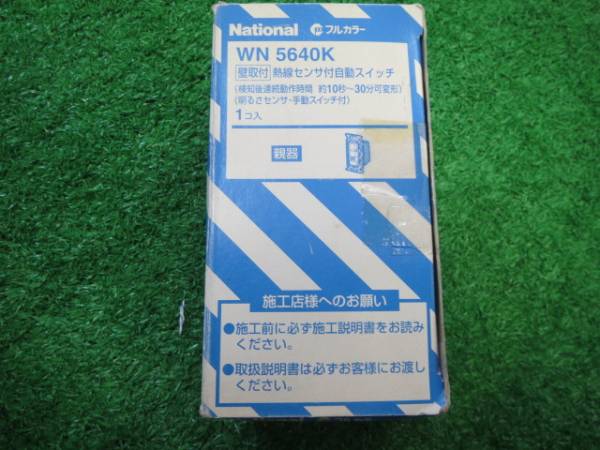 National フルカラー
WN 5640K
壁取付 熱線センサ付自動スイッチ
(検知後連続動作時間 約10秒〜30分可変形)
(明るさセンサ・手動スイッチ付)
1コ入
親器
施工店様へのお願い
●施工前に必ず施工説明書をお読み
ください。
●取扱説明書は必ずお客様にお渡し
ください。